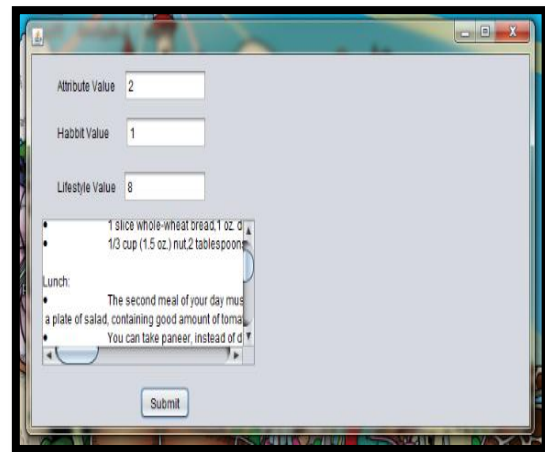 Attribute Value 2
Habbit Value 1
Lifestyle Value 8
• 1 slice whole-wheat bread,1 oz. d
• 1/3 cup (1.5 oz.) nut,2 tablespoons
Lunch:
• The second meal of your day mus
a plate of salad, containing good amount of toma
• You can take paneer, instead of d
Submit